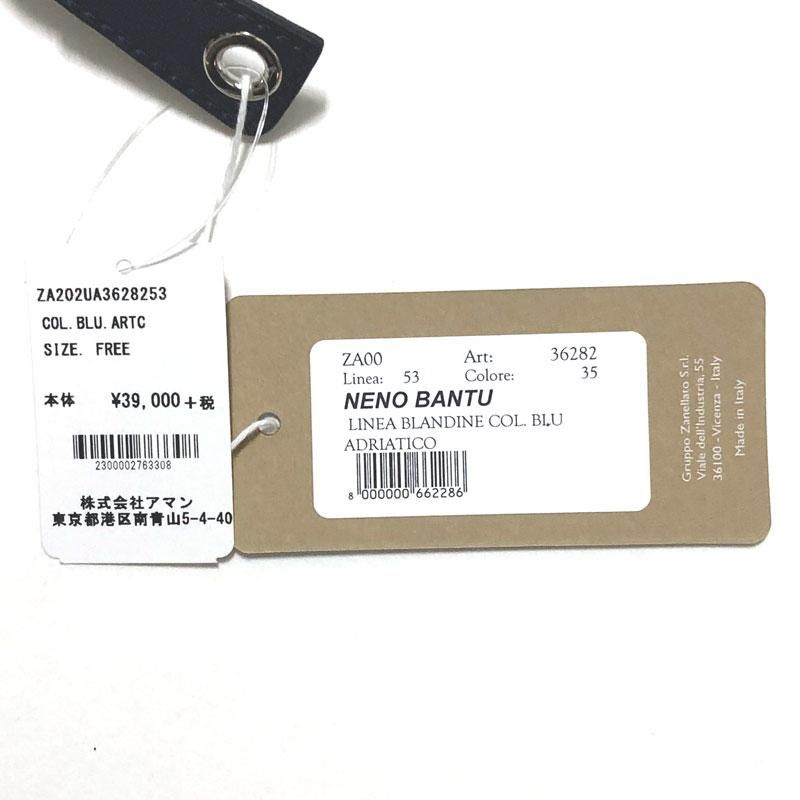 ZA202UA3628253
COL. BLU. ARTC
SIZE. FREE
本体 ¥39,000+税
2300002763308
株式会社アマン
東京都港区南青山5-4-40
ZA00 Art: 36282
Linea: 53 Colore: 35
NENO BANTU
LINEA BLANDINE COL. BLU
ADRIATICO
8 000000 662286
Gruppo Zanellato S.r.l.
Viale dell'Industria, 55
36100 - Vicenza - Italy
Made in Italy